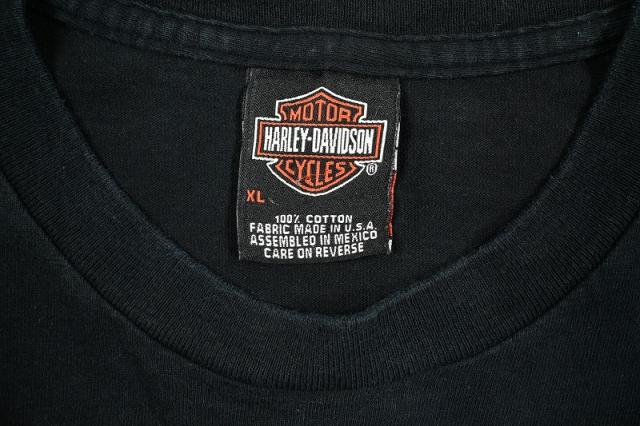 MOTOR
HARLEY-DAVIDSON
CYCLES
®
XL
100% COTTON
FABRIC MADE IN U.S.A.
ASSEMBLED IN MEXICO
CARE ON REVERSE